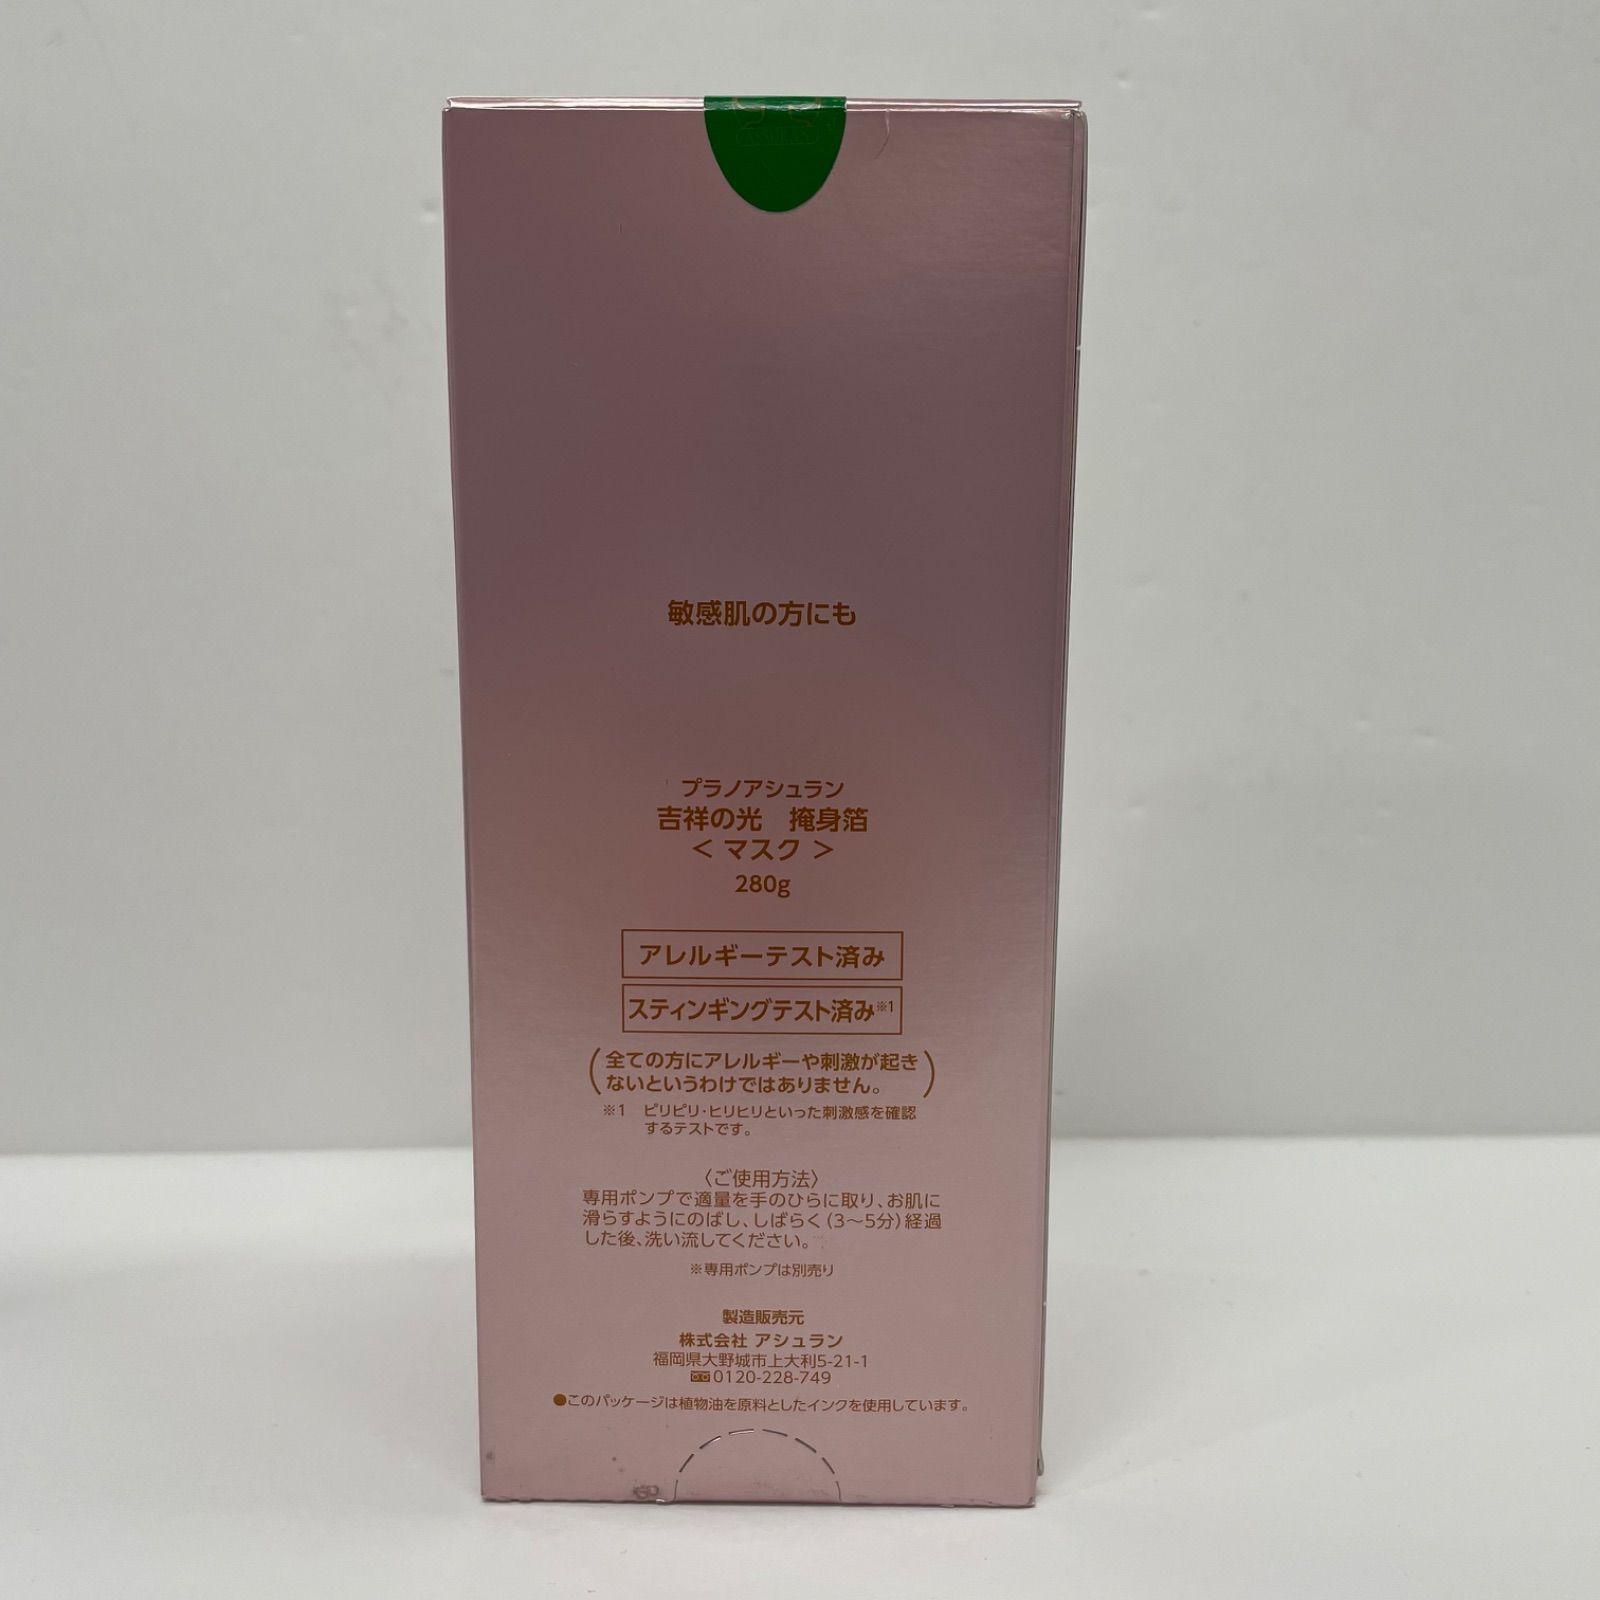 敏感肌の方にも
プラノアシュラン
吉祥の光　掩身箔
＜ マスク ＞
280g
アレルギーテスト済み
スティンギングテスト済み※1
(全ての方にアレルギーや刺激が起き
ないというわけではありません。)
※1　ピリピリ・ヒリヒリといった刺激感を確認
するテストです。
〈ご使用方法〉
専用ポンプで適量を手のひらに取り、お肌に
滑らすようにのばし、しばらく(3〜5分)経過
した後、洗い流してください。
※専用ポンプは別売り
製造販売元
株式会社 アシュラン
福岡県大野城市上大利5-21-1
0120-228-749
●このパッケージは植物油を原料としたインクを使用しています。